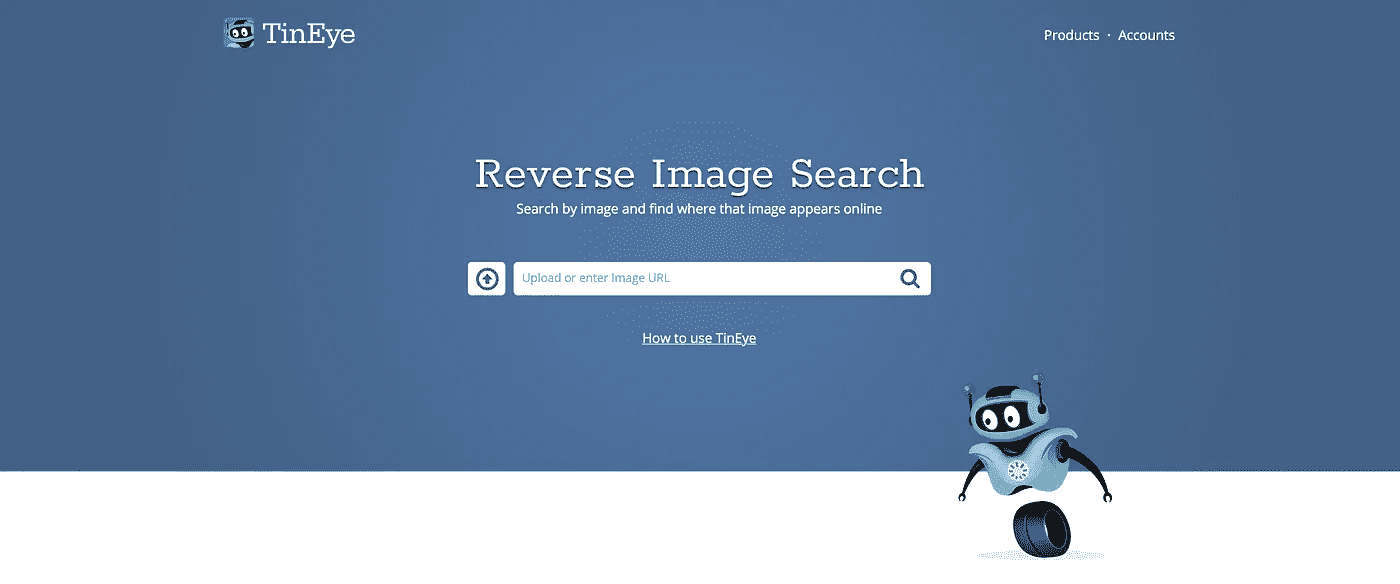 TinEye
Products · Accounts
Reverse Image Search
Search by image and find where that image appears online
Upload or enter Image URL
How to use TinEye